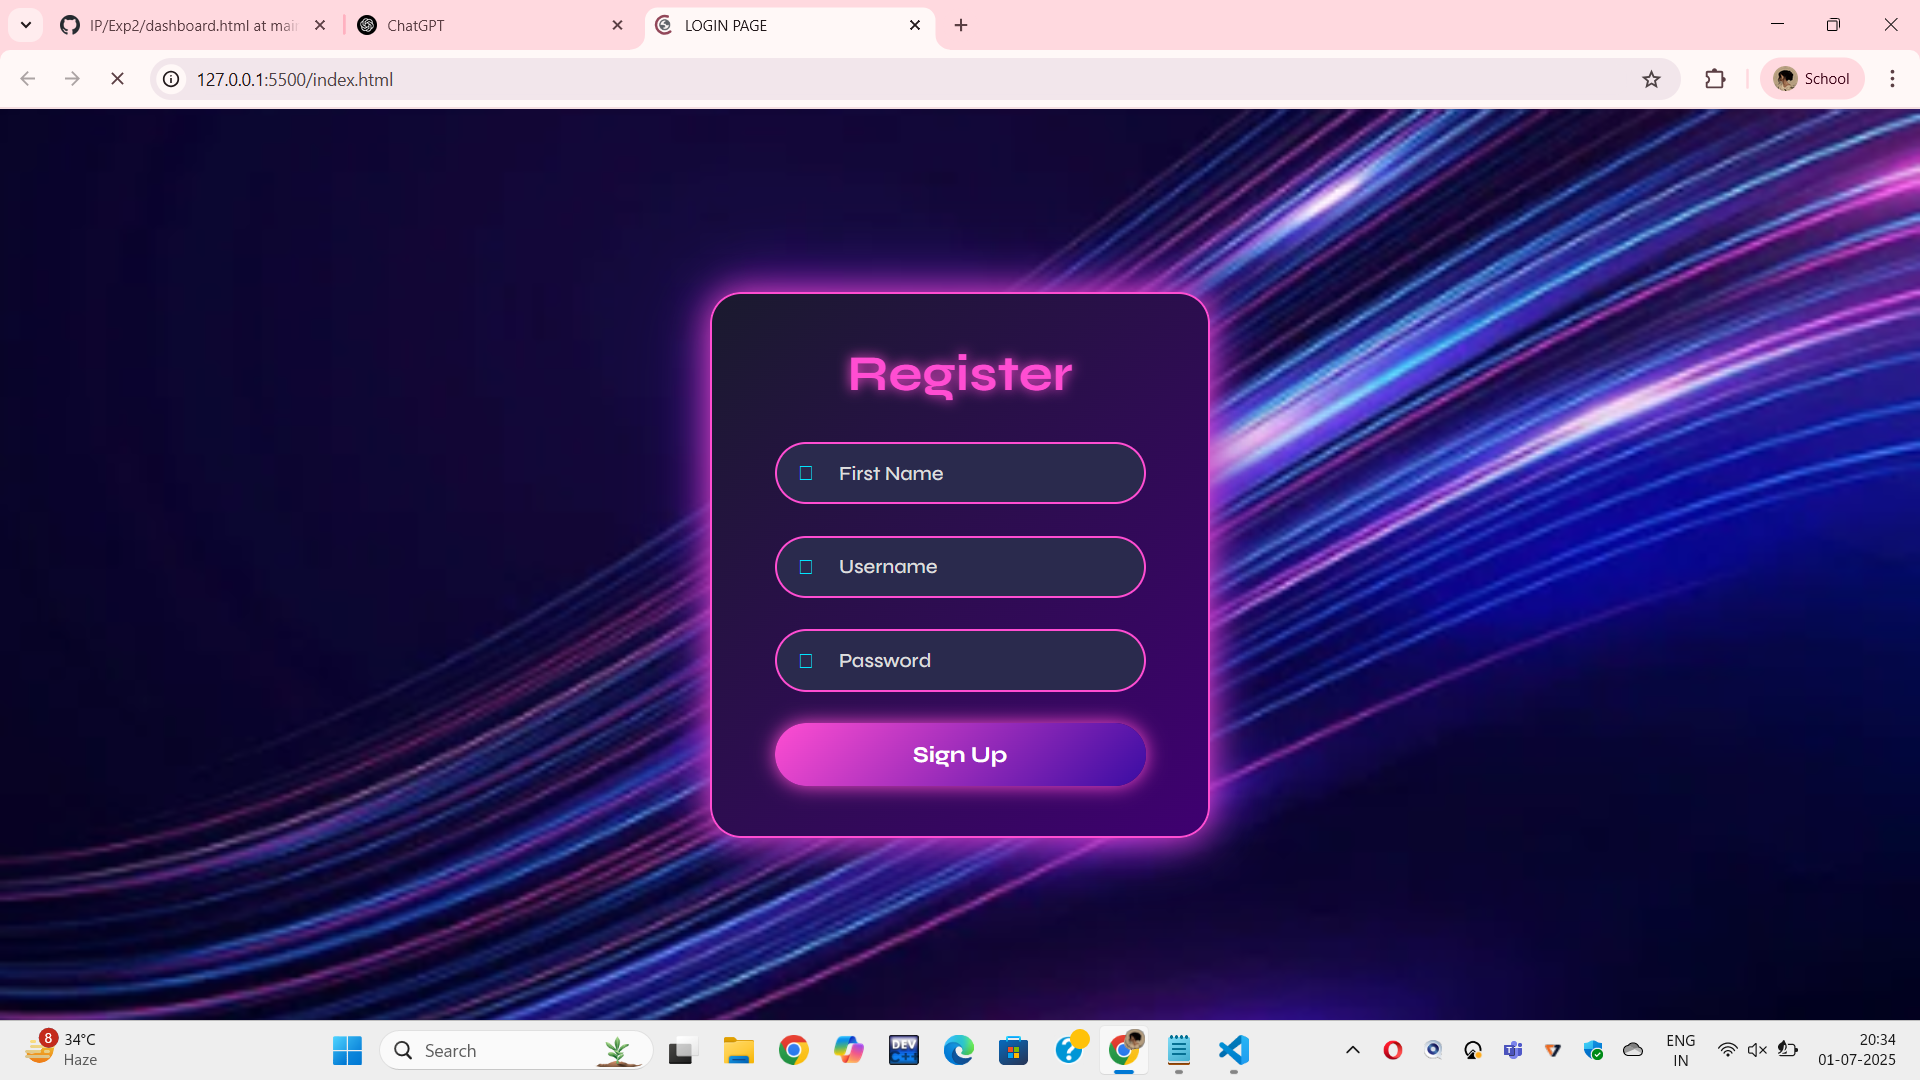 IP/Exp2/dashboard.html at mai
ChatGPT
LOGIN PAGE
127.0.0.1:5500/index.html
School
Register
First Name
Username
Password
Sign Up
8
34°C
Haze
Search
DEV
C++
ENG
IN
20:34
01-07-2025